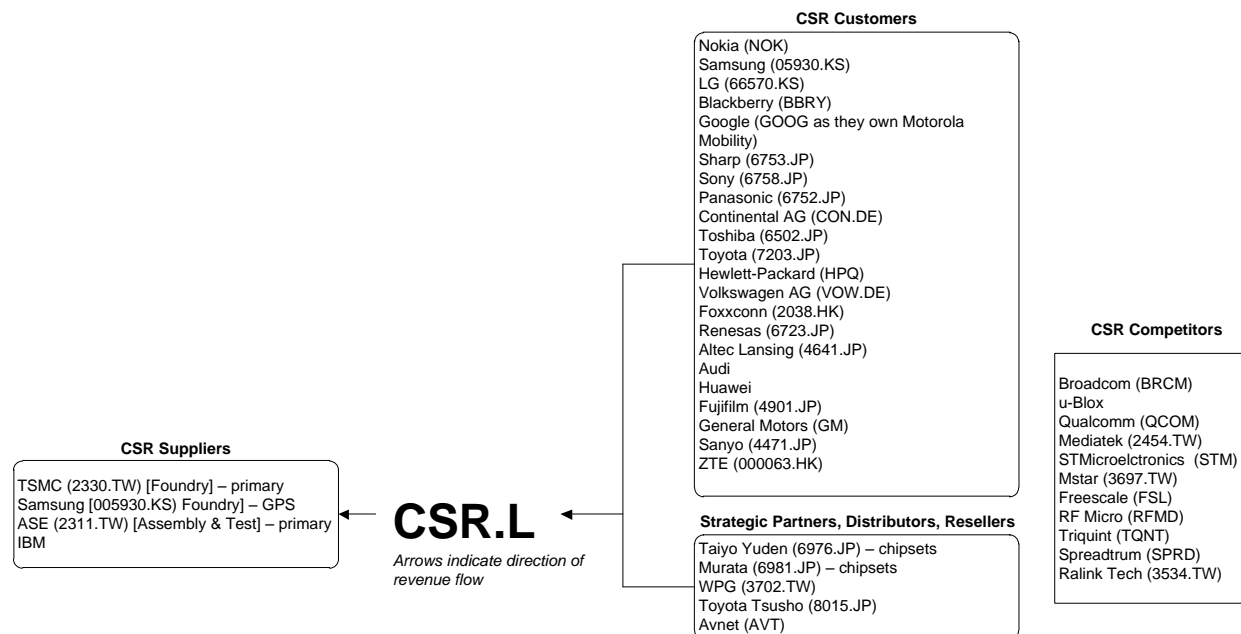 CSR Customers
Nokia (NOK)
Samsung (05930.KS)
LG (66570.KS)
Blackberry (BBRY)
Google (GOOG as they own Motorola
Mobility)
Sharp (6753.JP)
Sony (6758.JP)
Panasonic (6752.JP)
Continental AG (CON.DE)
Toshiba (6502.JP)
Toyota (7203.JP)
Hewlett-Packard (HPQ)
Volkswagen AG (VOW.DE)
Foxxconn (2038.HK)
Renesas (6723.JP)
Altec Lansing (4641.JP)
Audi
Huawei
Fujifilm (4901.JP)
General Motors (GM)
Sanyo (4471.JP)
ZTE (000063.HK)
CSR Competitors
Broadcom (BRCM)
u-Blox
Qualcomm (QCOM)
Mediatek (2454.TW)
STMicroelctronics (STM)
Mstar (3697.TW)
Freescale (FSL)
RF Micro (RFMD)
Triquint (TQNT)
Spreadtrum (SPRD)
Ralink Tech (3534.TW)
CSR Suppliers
TSMC (2330.TW) [Foundry] – primary
Samsung [005930.KS) Foundry] – GPS
ASE (2311.TW) [Assembly & Test] – primary
IBM
CSR.L
Arrows indicate direction of
revenue flow
Strategic Partners, Distributors, Resellers
Taiyo Yuden (6976.JP) – chipsets
Murata (6981.JP) – chipsets
WPG (3702.TW)
Toyota Tsusho (8015.JP)
Avnet (AVT)